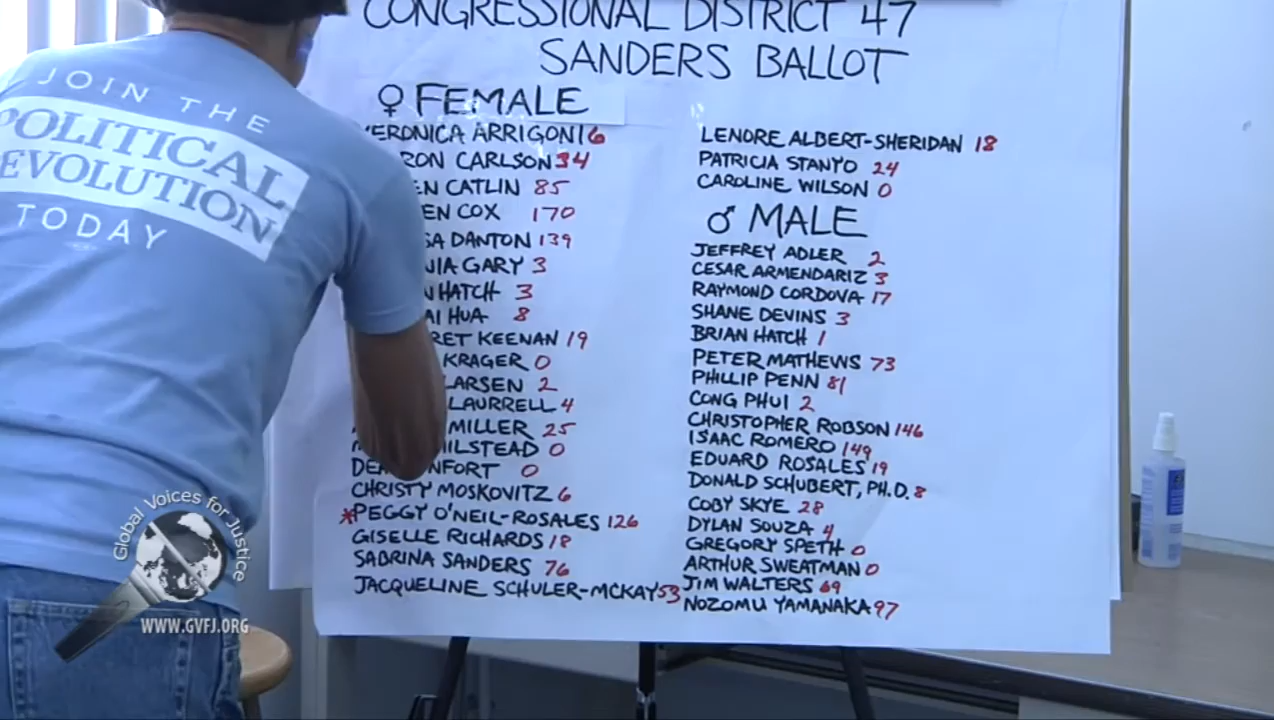 CONGRESSIONAL DISTRICT 47
SANDERS BALLOT
♀ FEMALE
VERONICA ARRIGONI 6
CARLSON 34
CATLIN 85
COX 170
DANTON 139
GARY 3
HATCH 3
HUA 8
KEENAN 19
KRAGER 0
LARSEN 2
LAURRELL 4
MILLER 25
MILSTEAD 0
0
CHRISTY MOSKOVITZ 6
*PEGGY O'NEIL-ROSALES 126
GISELLE RICHARDS 18
SABRINA SANDERS 76
JACQUELINE SCHULER-MCKAY 53
LENORE ALBERT-SHERIDAN 18
PATRICIA STANYO 24
CAROLINE WILSON 0
♂ MALE
JEFFREY ADLER 2
CESAR ARMENDARIZ 3
RAYMOND CORDOVA 17
SHANE DEVINS 3
BRIAN HATCH 1
PETER MATHEWS 73
PHILLIP PENN 81
CONG PHUI 2
CHRISTOPHER ROBSON 146
ISAAC ROMERO 149
EDUARD ROSALES 19
DONALD SCHUBERT, PH.D. 8
COBY SKYE 28
DYLAN SOUZA 4
GREGORY SPETH 0
ARTHUR SWEATMAN 0
JIM WALTERS 69
NOZOMU YAMANAKA 97
JOIN THE
POLITICAL
REVOLUTION
TODAY
Global Voices for Justice
WWW.GVFJ.ORG